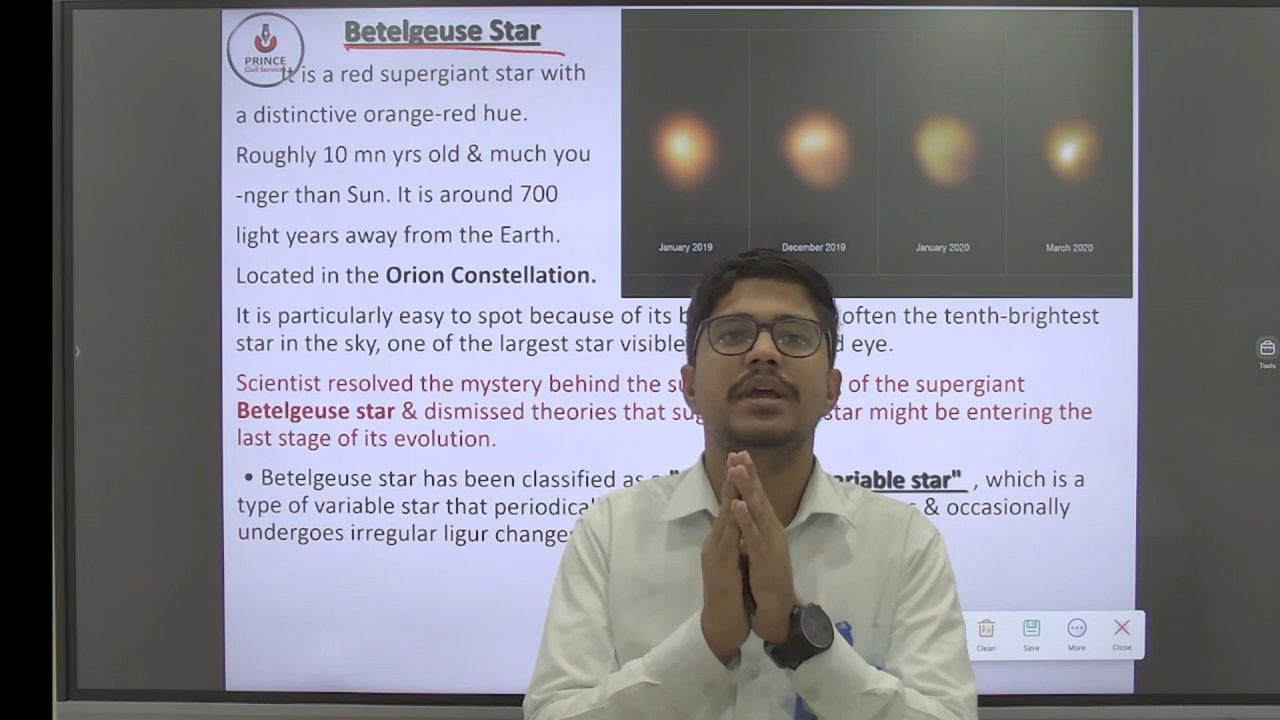 Betelgeuse Star
PRINCE
Civil Services
It is a red supergiant star with
a distinctive orange-red hue.
Roughly 10 mn yrs old & much you
-nger than Sun. It is around 700
light years away from the Earth.
Located in the Orion Constellation.
January 2019
December 2019
January 2020
March 2020
It is particularly easy to spot because of its often the tenth-brightest
star in the sky, one of the largest star visible eye.
Scientist resolved the mystery behind the of the supergiant
Betelgeuse star & dismissed theories that star might be entering the
last stage of its evolution.
• Betelgeuse star has been classified as star" , which is a
type of variable star that & occasionally
undergoes irregular ligur
Clean
Save
More
Close
Tools